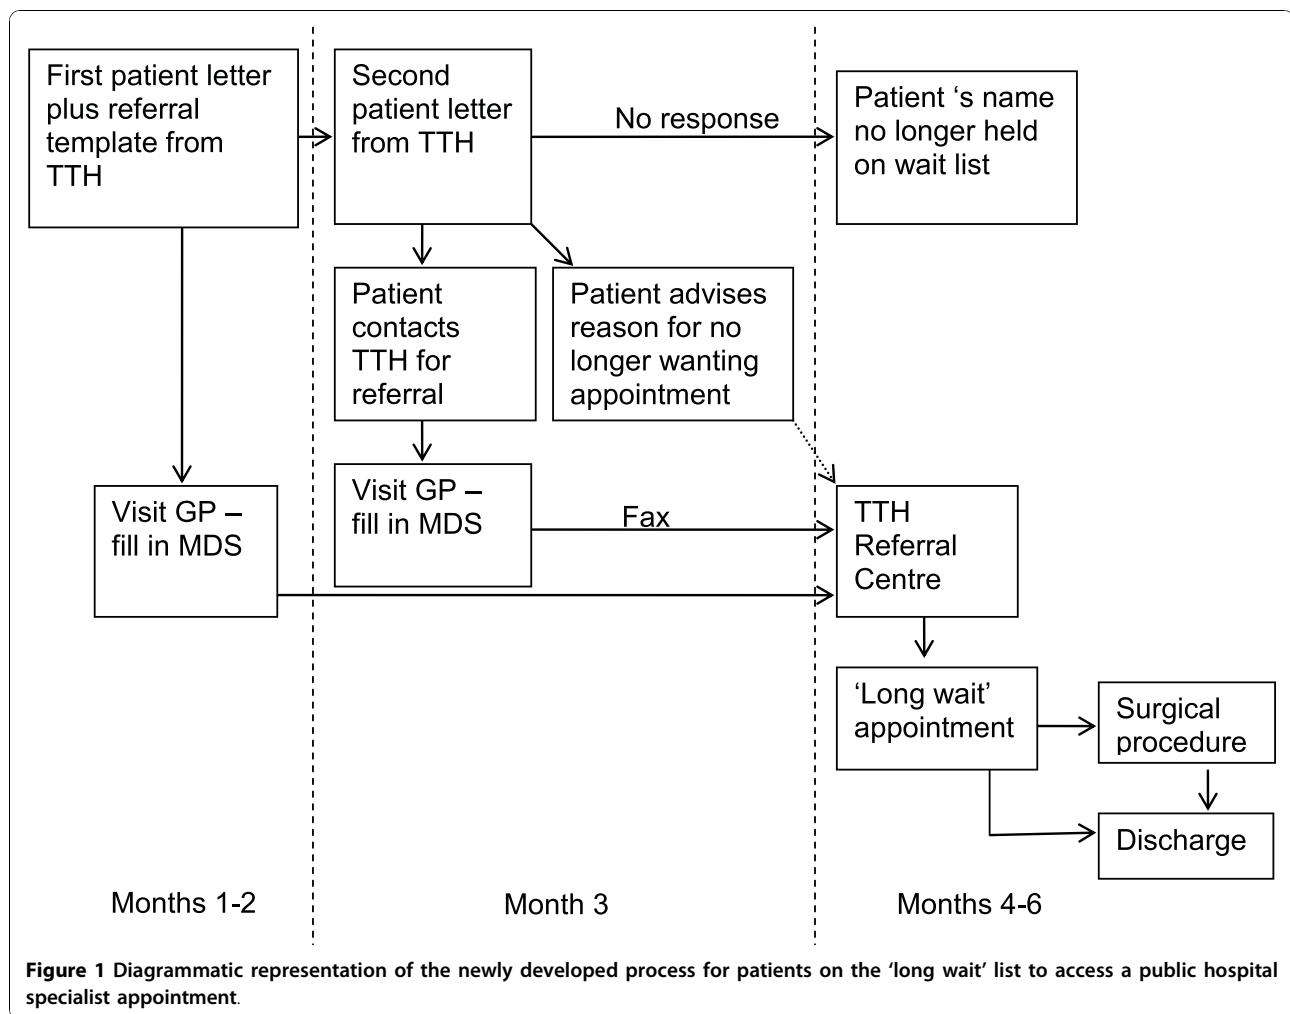 First patient letter
plus referral
template from
TTH
Second
patient letter
from TTH
No response
Patient ‘s name
no longer held
on wait list
Patient
contacts
TTH for
referral
Patient advises
reason for no
longer wanting
appointment
Visit GP –
fill in MDS
Visit GP –
fill in MDS
Fax
TTH
Referral
Centre
‘Long wait’
appointment
Surgical
procedure
Discharge
Months 1-2
Month 3
Months 4-6
Figure 1 Diagrammatic representation of the newly developed process for patients on the ‘long wait’ list to access a public hospital
specialist appointment.